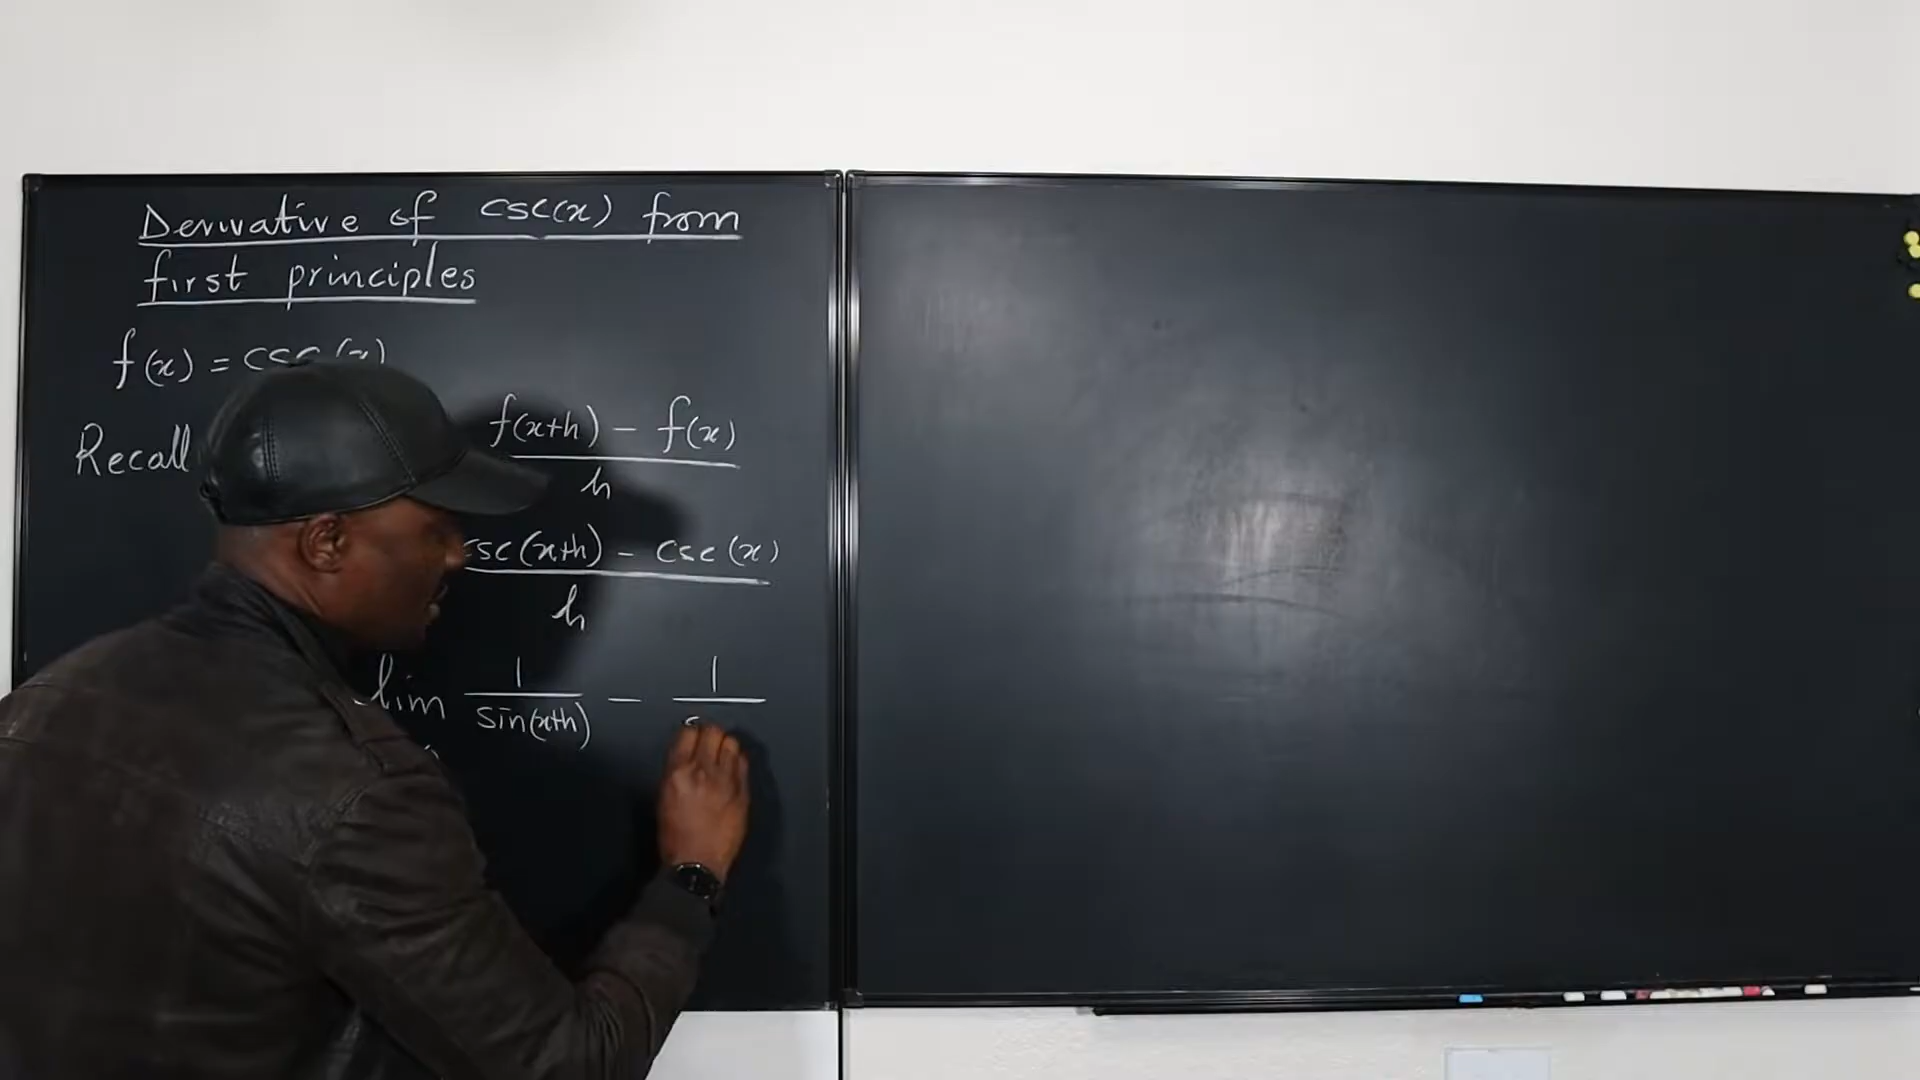 Derivative of csc(x) from
first principles
f(x) = csc(x)
Recall
f(x+h) - f(x)
h
csc(x+h) - csc(x)
h
lim 1/sin(x+h) - 1/s